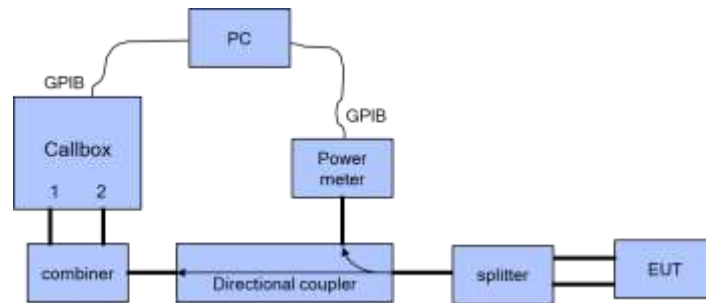 PC
GPIB
GPIB
Callbox
1 2
Power
meter
combiner
Directional coupler
splitter
EUT